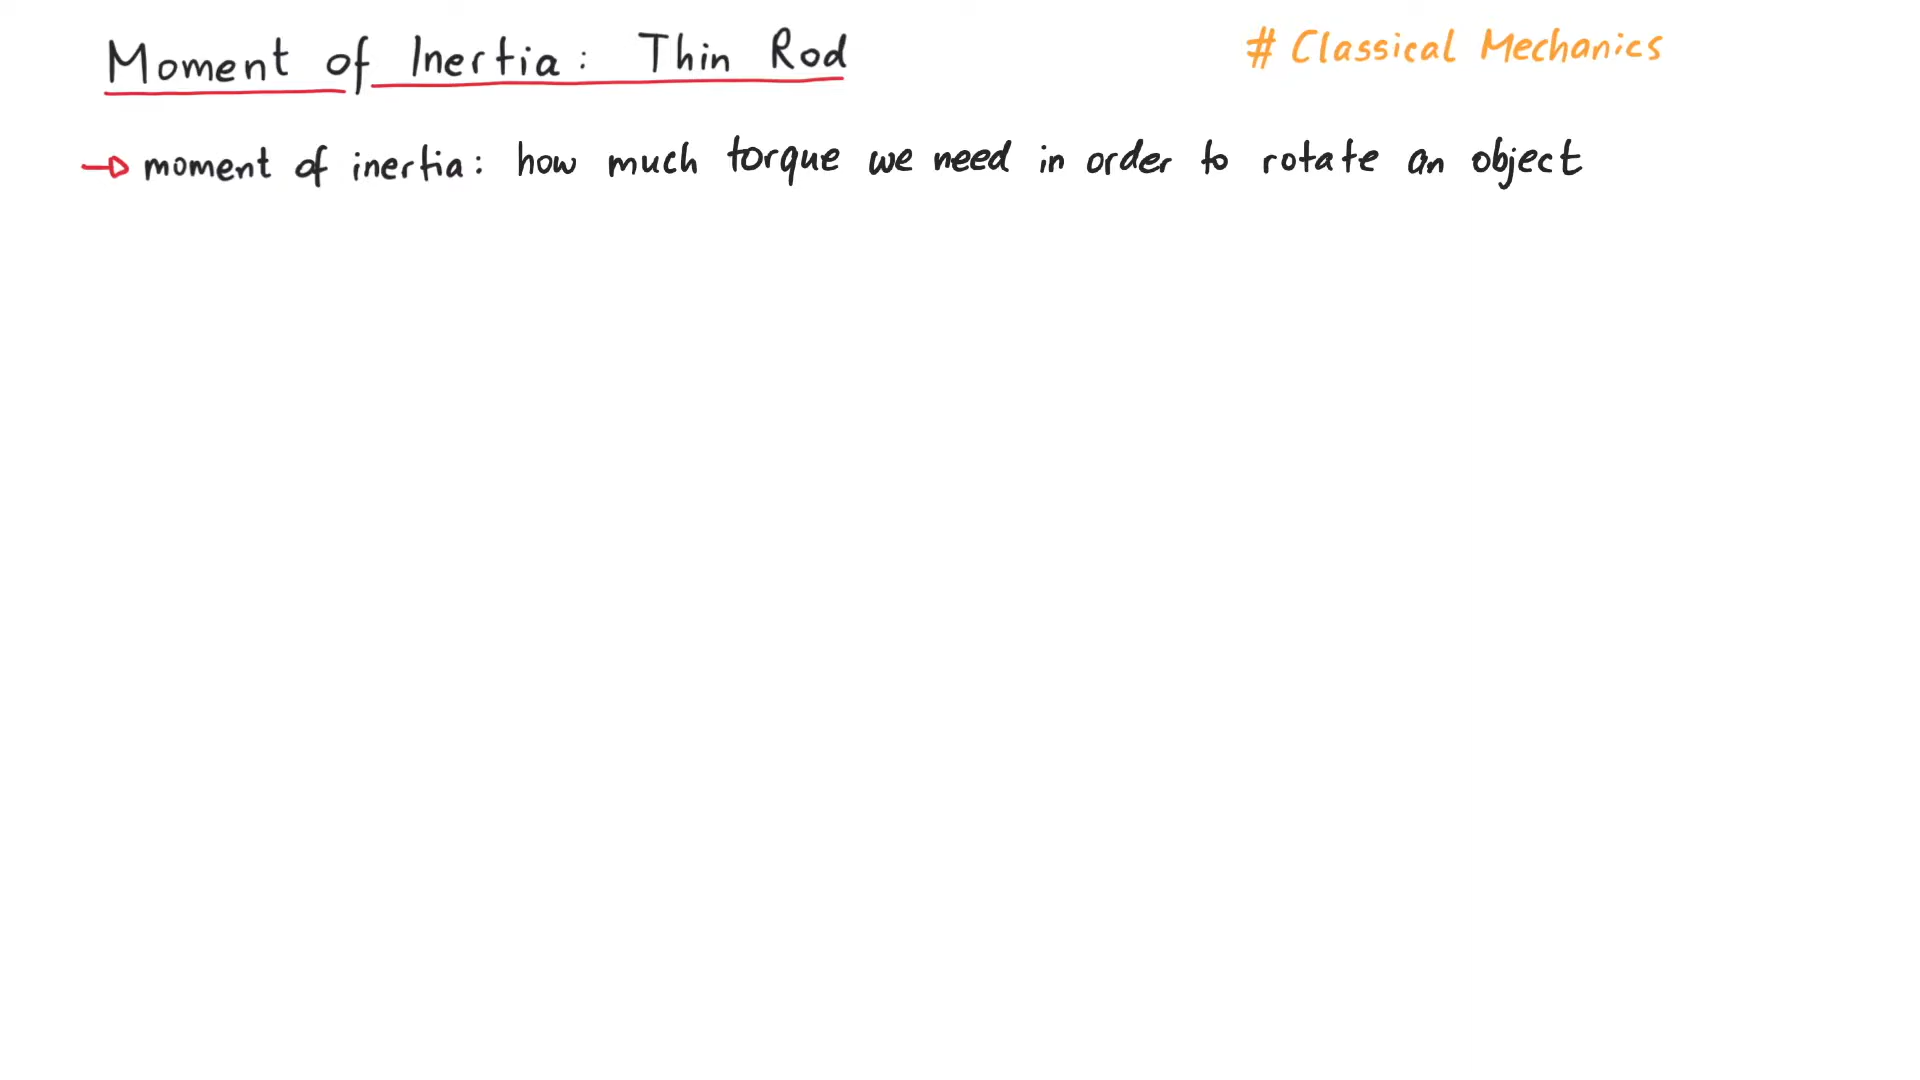 Moment of Inertia: Thin Rod
# Classical Mechanics
moment of inertia: how much torque we need in order to rotate an object